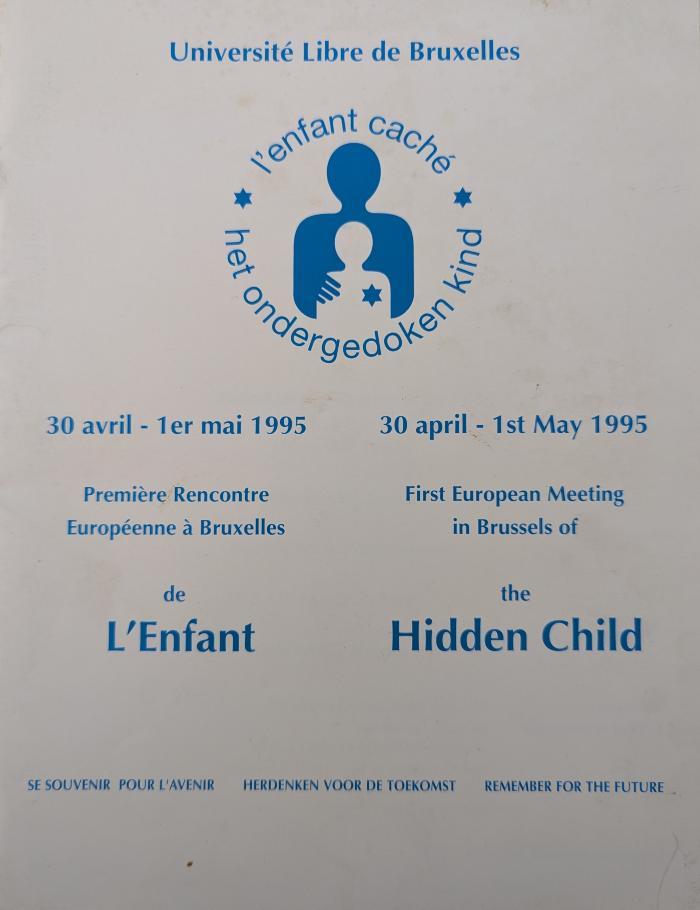 Université Libre de Bruxelles
l'enfant caché
het ondergedoken kind
30 avril - 1er mai 1995
Première Rencontre
Européenne à Bruxelles
de
L'Enfant
30 april - 1st May 1995
First European Meeting
in Brussels of
the
Hidden Child
SE SOUVENIR POUR L'AVENIR
HERDENKEN VOOR DE TOEKOMST
REMEMBER FOR THE FUTURE